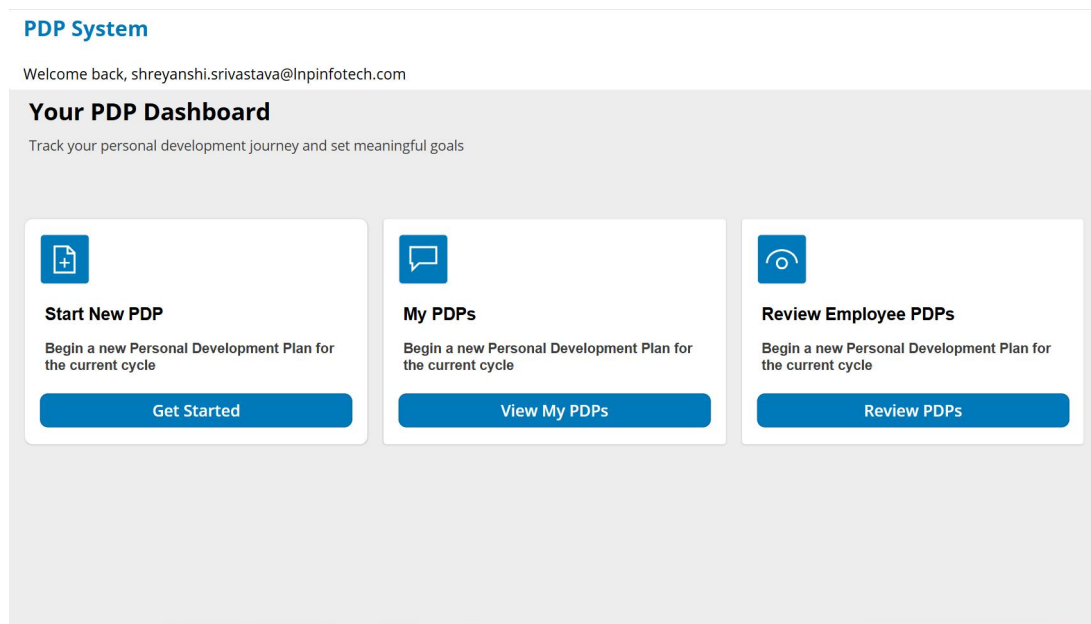 PDP System
Welcome back, shreyanshi.srivastava@lnpinfotech.com
Your PDP Dashboard
Track your personal development journey and set meaningful goals
Start New PDP
Begin a new Personal Development Plan for
the current cycle
Get Started
My PDPs
Begin a new Personal Development Plan for
the current cycle
View My PDPs
Review Employee PDPs
Begin a new Personal Development Plan for
the current cycle
Review PDPs